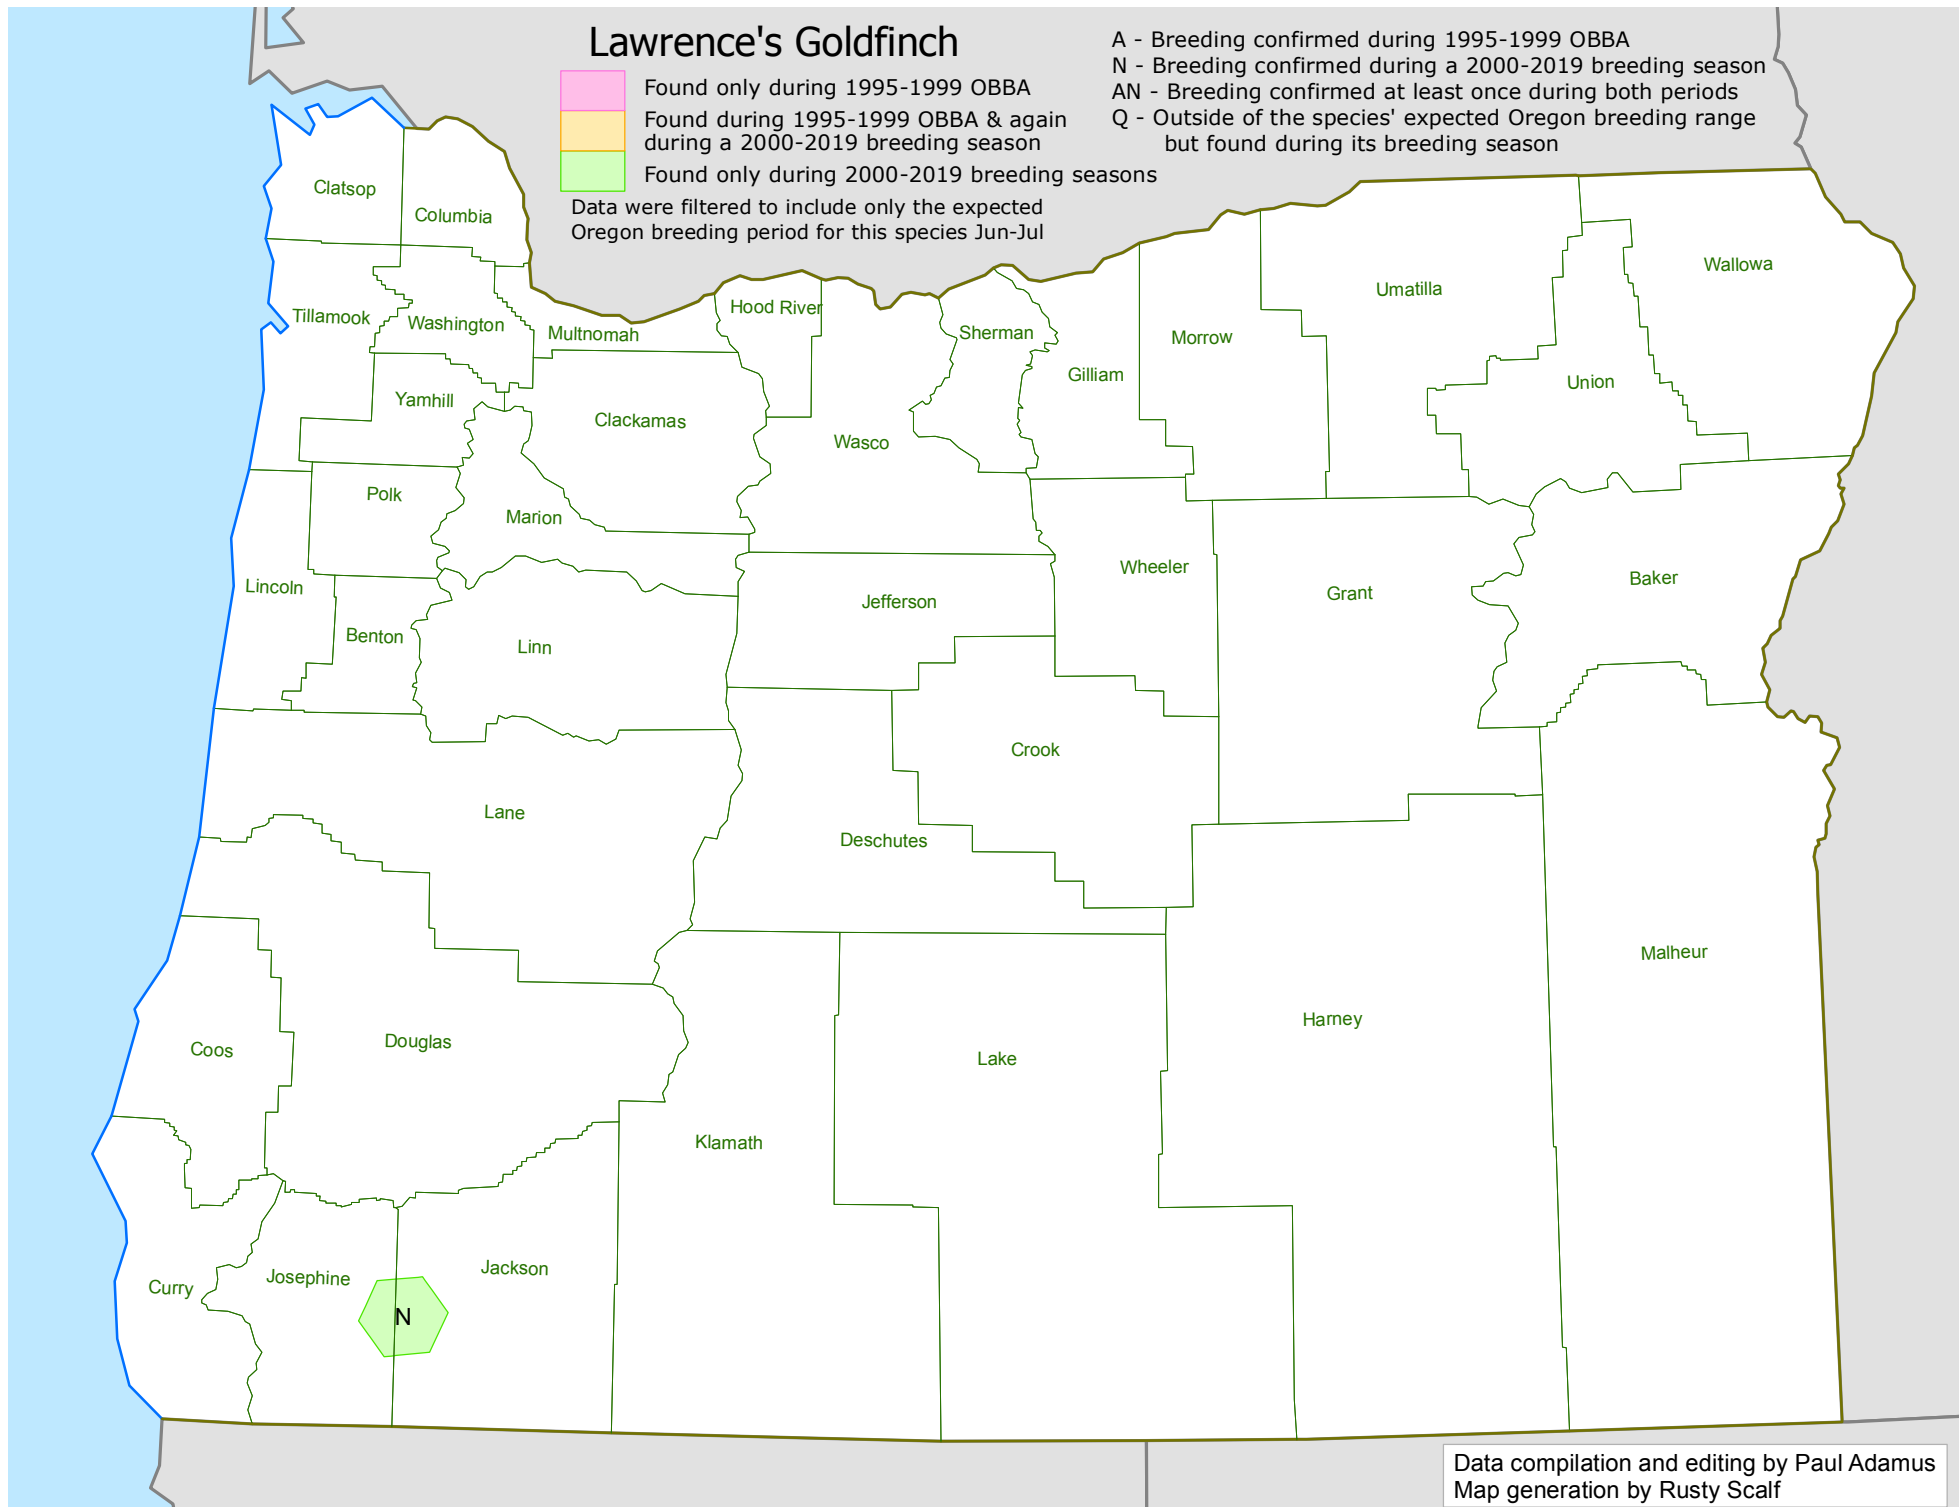 Lawrence's Goldfinch
Found only during 1995-1999 OBBA
Found during 1995-1999 OBBA & again
during a 2000-2019 breeding season
Found only during 2000-2019 breeding seasons
Data were filtered to include only the expected
Oregon breeding period for this species Jun-Jul
A - Breeding confirmed during 1995-1999 OBBA
N - Breeding confirmed during a 2000-2019 breeding season
AN - Breeding confirmed at least once during both periods
Q - Outside of the species' expected Oregon breeding range
but found during its breeding season
Clatsop
Columbia
Tillamook
Washington
Multnomah
Hood River
Sherman
Gilliam
Morrow
Umatilla
Wallowa
Union
Yamhill
Clackamas
Wasco
Polk
Marion
Lincoln
Benton
Linn
Jefferson
Wheeler
Grant
Baker
Crook
Lane
Deschutes
Malheur
Coos
Douglas
Lake
Harney
Klamath
Curry
Josephine
Jackson
N
Data compilation and editing by Paul Adamus
Map generation by Rusty Scalf